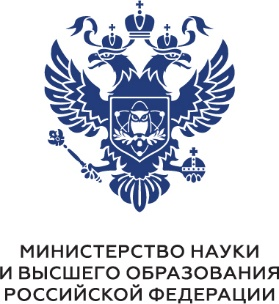 МИНИСТЕРСТВО НАУКИ
И ВЫСШЕГО ОБРАЗОВАНИЯ
РОССИЙСКОЙ ФЕДЕРАЦИИ